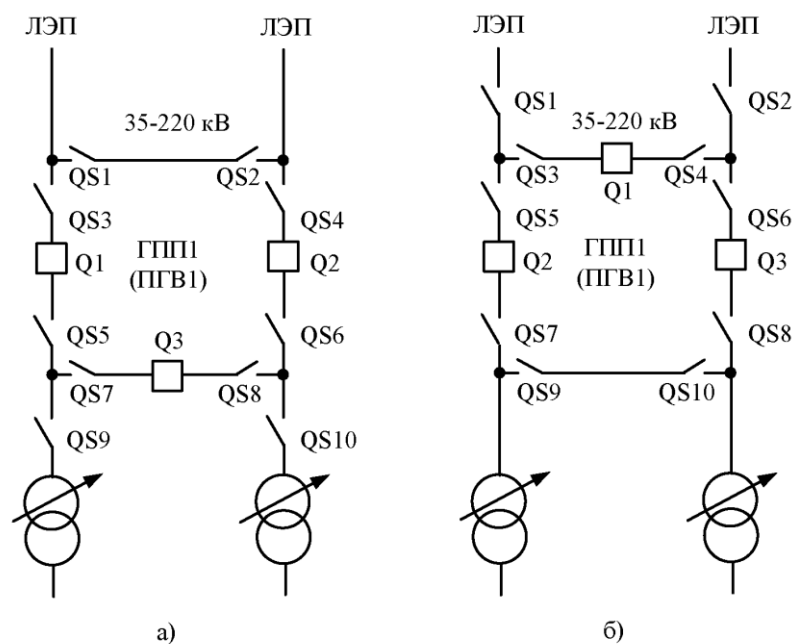 ЛЭП
ЛЭП
35-220 кВ
QS1
QS2
QS3
QS4
Q1
ГПП1
(ПГВ1)
Q2
QS5
Q3
QS6
QS7
QS8
QS9
QS10
а)
ЛЭП
ЛЭП
QS1
QS2
35-220 кВ
QS3
Q1
QS4
QS5
QS6
Q2
ГПП1
(ПГВ1)
Q3
QS7
QS8
QS9
QS10
б)